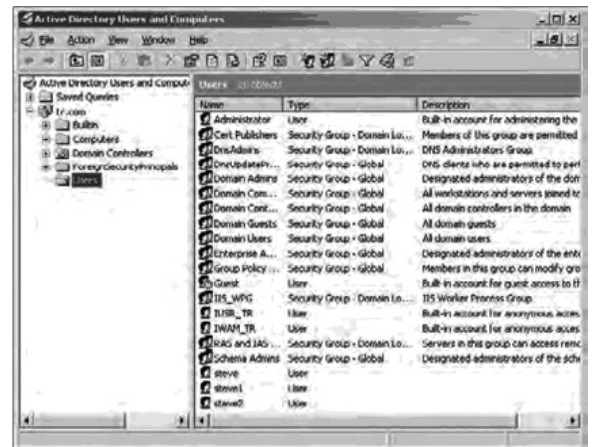 Active Directory Users and Computers
File Action View Window Help
Active Directory Users and Comput
Saved Queries
tr.com
Builtin
Computers
Domain Controllers
ForeignSecurityPrincipals
Users
Users 20 objects
Name Type Description
Administrator User Built-in account for administering the
Cert Publishers Security Group - Domain Lo... Members of this group are permitted
DnsAdmins Security Group - Domain Lo... DNS Administrators Group
DnsUpdatePr... Security Group - Global DNS clients who are permitted to perf
Domain Admins Security Group - Global Designated administrators of the dom
Domain Com... Security Group - Global All workstations and servers joined to
Domain Cont... Security Group - Global All domain controllers in the domain
Domain Guests Security Group - Global All domain guests
Domain Users Security Group - Global All domain users
Enterprise A... Security Group - Global Designated administrators of the ente
Group Policy ... Security Group - Global Members in this group can modify gro
Guest User Built-in account for guest access to th
IIS_WPG Security Group - Domain Lo... IIS Worker Process Group
IUSR_TR User Built-in account for anonymous acces
IWAM_TR User Built-in account for anonymous acces
RAS and IAS ... Security Group - Domain Lo... Servers in this group can access remo
Schema Admins Security Group - Global Designated administrators of the sche
steve User
steve1 User
steve2 User